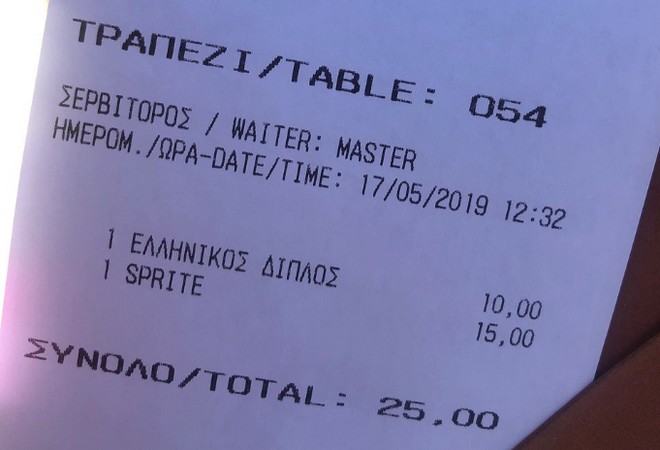 ΤΡΑΠΕΖΙ/TABLE: 054
ΣΕΡΒΙΤΟΡΟΣ / WAITER: MASTER
ΗΜΕΡΟΜ./ΩΡΑ-DATE/TIME: 17/05/2019 12:32
1 ΕΛΛΗΝΙΚΟΣ ΔΙΠΛΟΣ 10,00
1 SPRITE 15,00
ΣΥΝΟΛΟ/TOTAL: 25,00